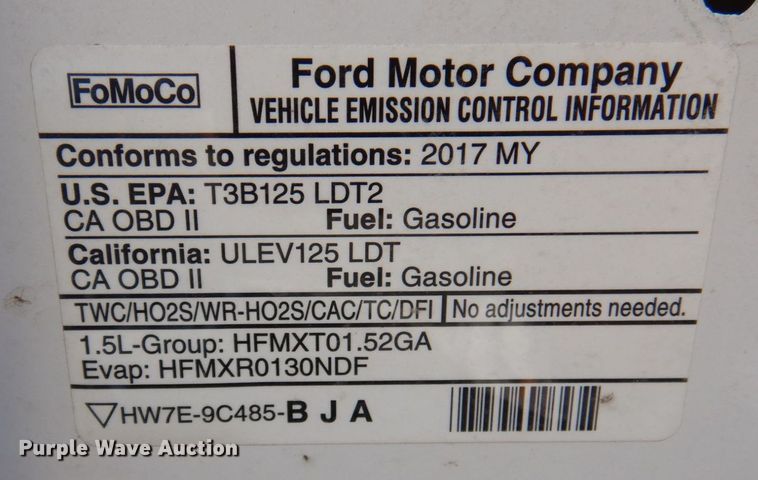 FoMoCo
Ford Motor Company
VEHICLE EMISSION CONTROL INFORMATION
Conforms to regulations: 2017 MY
U.S. EPA: T3B125 LDT2
CA OBD II Fuel: Gasoline
California: ULEV125 LDT
CA OBD II Fuel: Gasoline
TWC/HO2S/WR-HO2S/CAC/TC/DFI No adjustments needed.
1.5L-Group: HFMXT01.52GA
Evap: HFMXR0130NDF
HW7E-9C485-B J A
Purple Wave Auction